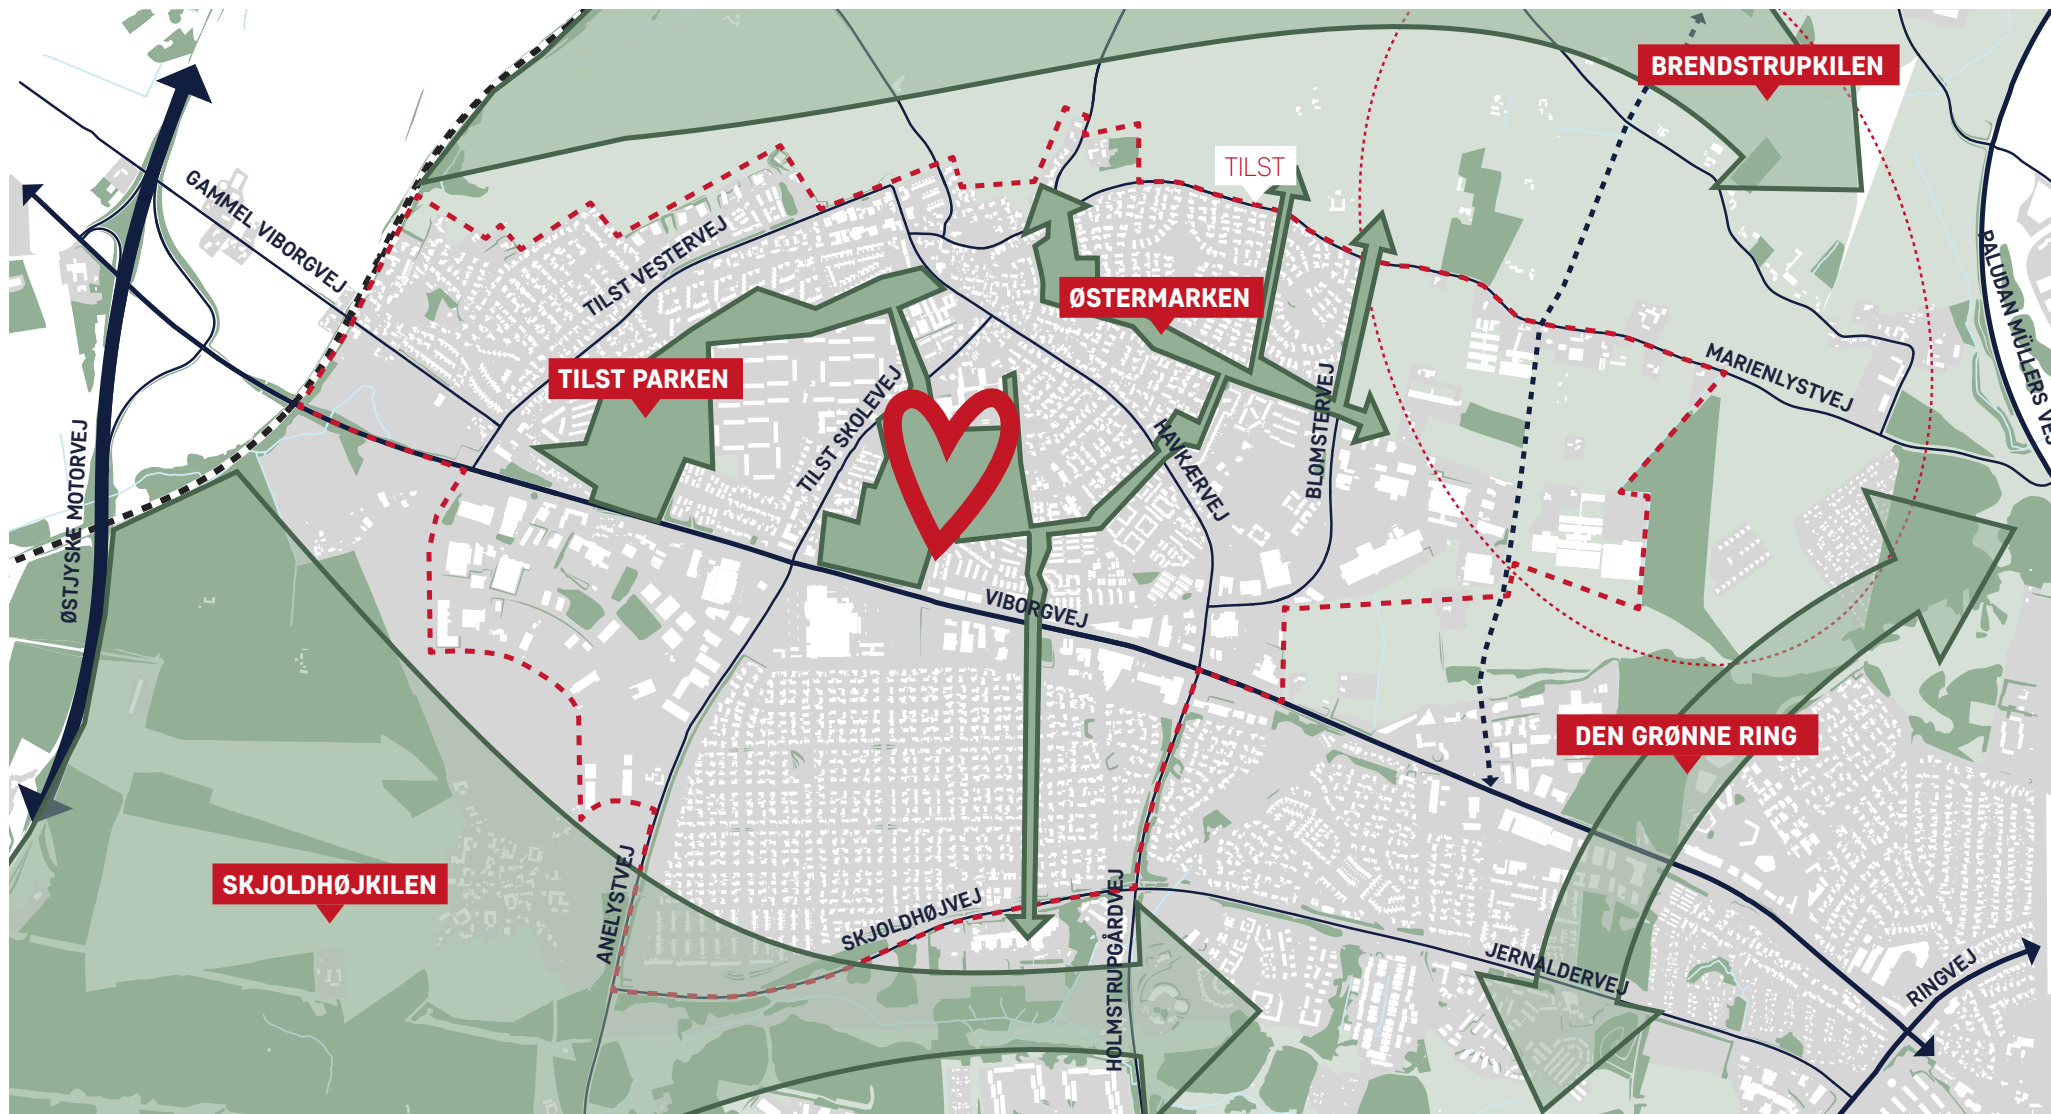 BRENDSTRUPKILEN
TILST
GAMMEL VIBORGVEJ
TILST VESTERVEJ
ØSTERMARKEN
PALUDAN MÜLLERS VEJ
TILST PARKEN
MARIENLYSTVEJ
TILST SKOLEVEJ
HAVKÆRVEJ
BLOMSTERVEJ
ØSTJYSKE MOTORVEJ
VIBORGVEJ
DEN GRØNNE RING
SKJOLDHØJKILEN
ANELYSTVEJ
SKJOLDHØJVEJ
HOLMSTRUPGÅRDVEJ
JERNALDERVEJ
RINGVEJ